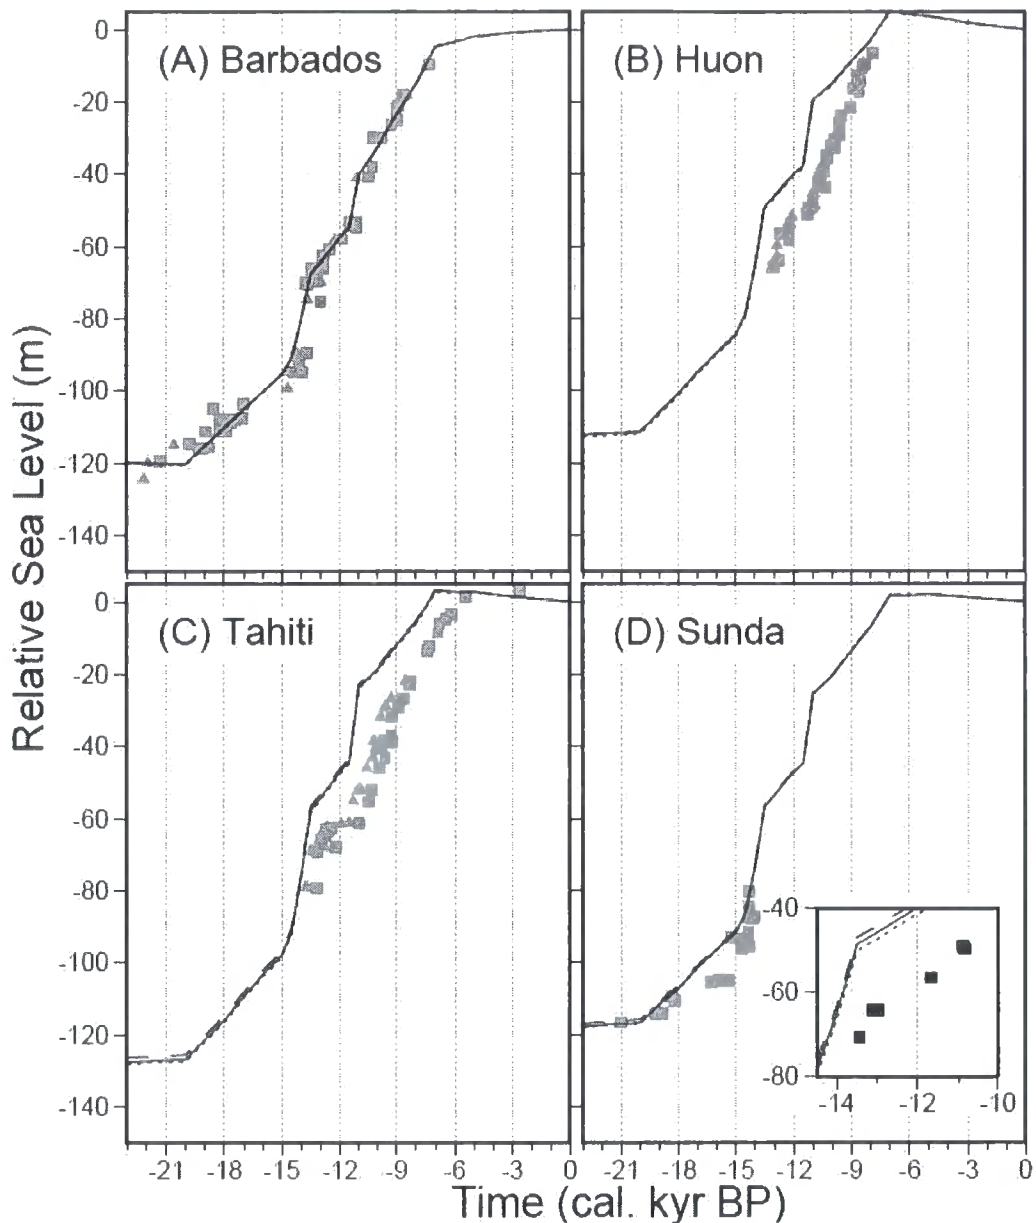 Relative Sea Level (m)
(A) Barbados
0
-20
-40
-60
-80
-100
-120
-140
(B) Huon
(C) Tahiti
0
-20
-40
-60
-80
-100
-120
-140
(D) Sunda
-40
-60
-80
-14 -12 -10
-21 -18 -15 -12 -9 -6 -3 0
-21 -18 -15 -12 -9 -6 -3 0
Time (cal. kyr BP)